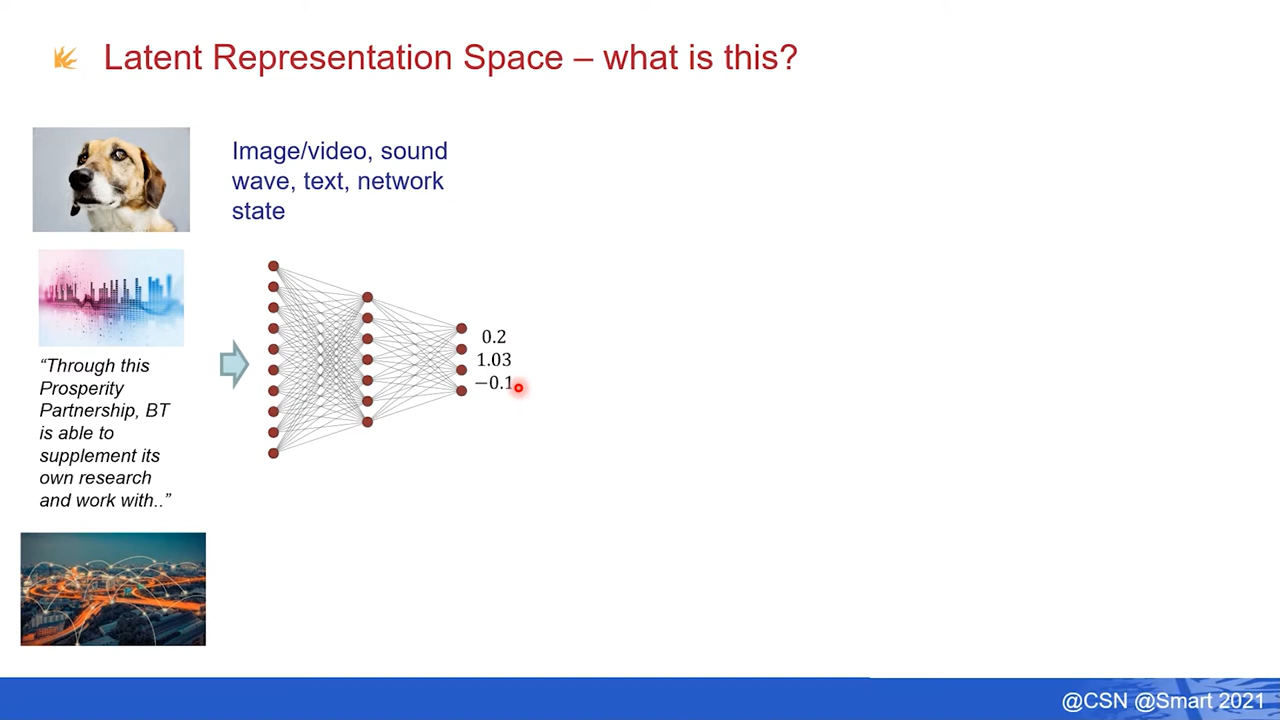 Latent Representation Space – what is this?
Image/video, sound
wave, text, network
state
0.2
1.03
−0.1
“Through this
Prosperity
Partnership, BT
is able to
supplement its
own research
and work with..”
@CSN @Smart 2021